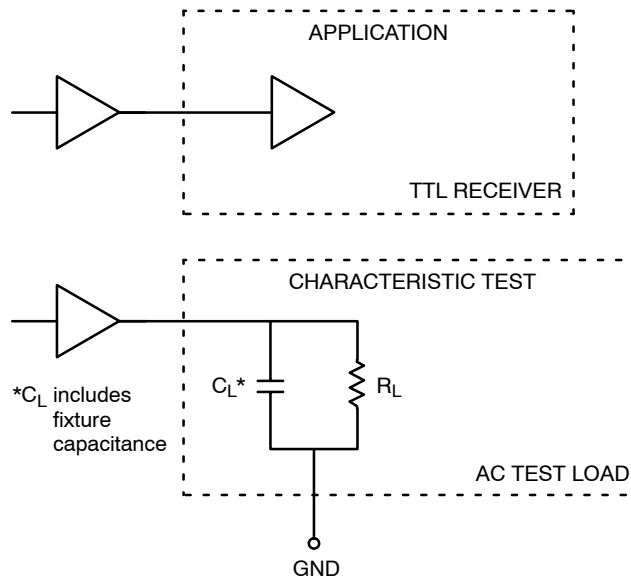 APPLICATION
TTL RECEIVER
CHARACTERISTIC TEST
*CL includes
fixture
capacitance
CL*
RL
AC TEST LOAD
GND